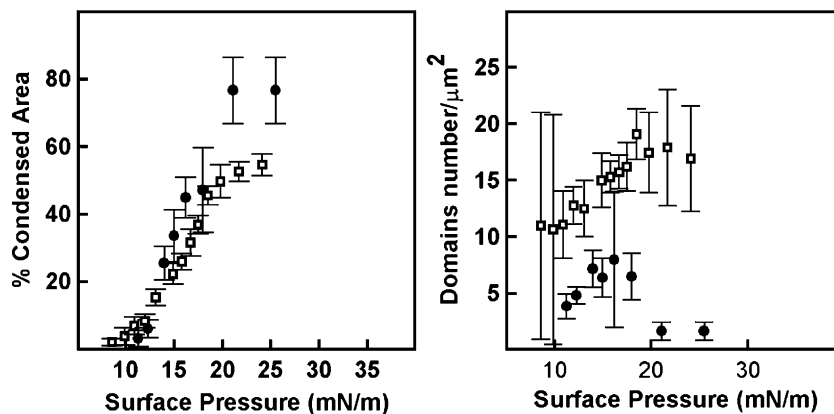 % Condensed Area
80
60
40
20
10 15 20 25 30 35
Surface Pressure (mN/m)
Domains number/μm²
25
20
15
10
5
10 20 30
Surface Pressure (mN/m)